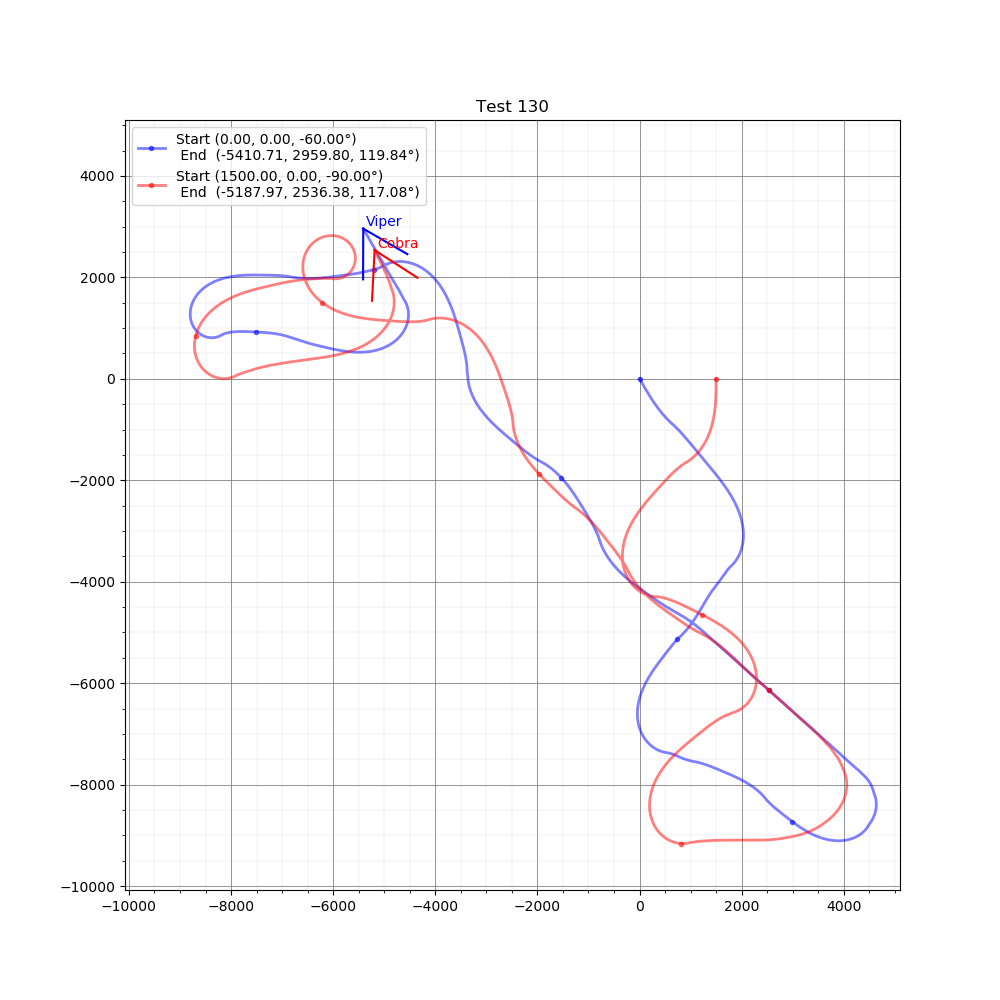 Test 130
Start (0.00, 0.00, -60.00°)
End (-5410.71, 2959.80, 119.84°)
Start (1500.00, 0.00, -90.00°)
End (-5187.97, 2536.38, 117.08°)
Viper
Cobra
4000
2000
0
−2000
−4000
−6000
−8000
−10000
−10000 −8000 −6000 −4000 −2000 0 2000 4000